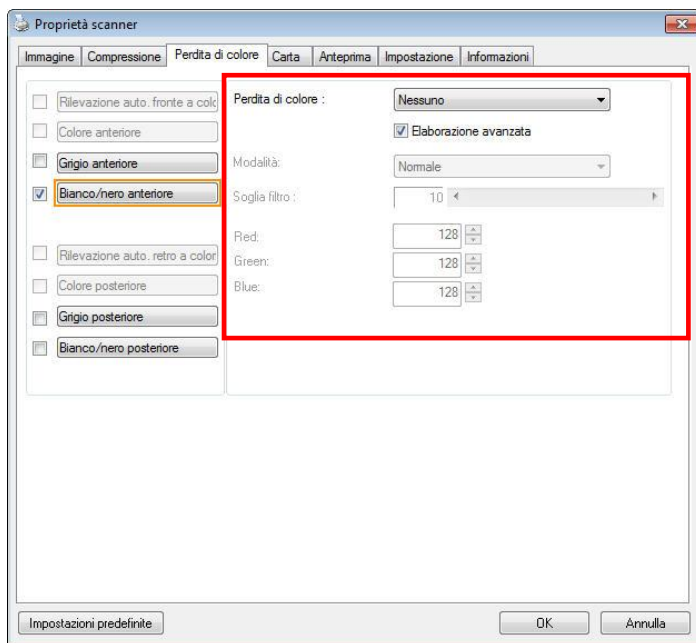 Proprietà scanner
Immagine Compressione Perdita di colore Carta Anteprima Impostazione Informazioni
Rilevazione auto. fronte a colo
Colore anteriore
Grigio anteriore
Bianco/nero anteriore
Rilevazione auto. retro a color
Colore posteriore
Grigio posteriore
Bianco/nero posteriore
Perdita di colore : Nessuno
Elaborazione avanzata
Modalità: Normale
Soglia filtro : 10
Red: 128
Green: 128
Blue: 128
Impostazioni predefinite OK Annulla